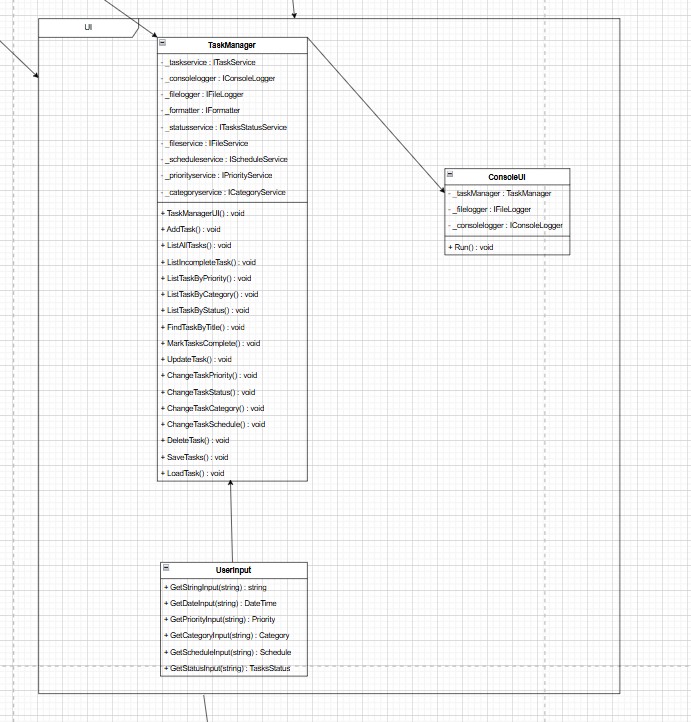 UI
TaskManager
- _taskservice : ITaskService
- _consolelogger : IConsoleLogger
- _filelogger : IFileLogger
- _formatter : IFormatter
- _statusservice : ITasksStatusService
- _fileservice : IFileService
- _scheduleservice : IScheduleService
- _priorityservice : IPriorityService
- _categoryservice : ICategoryService
+ TaskManagerUI() : void
+ AddTask() : void
+ ListAllTasks() : void
+ ListIncompleteTask() : void
+ ListTaskByPriority() : void
+ ListTaskByCategory() : void
+ ListTaskByStatus() : void
+ FindTaskByTitle() : void
+ MarkTasksComplete() : void
+ UpdateTask() : void
+ ChangeTaskPriority() : void
+ ChangeTaskStatus() : void
+ ChangeTaskCategory() : void
+ ChangeTaskSchedule() : void
+ DeleteTask() : void
+ SaveTasks() : void
+ LoadTask() : void
ConsoleUI
- _taskManager : TaskManager
- _filelogger : IFileLogger
- _consolelogger : IConsoleLogger
+ Run() : void
UserInput
+ GetStringInput(string) : string
+ GetDateInput(string) : DateTime
+ GetPriorityInput(string) : Priority
+ GetCategoryInput(string) : Category
+ GetScheduleInput(string) : Schedule
+ GetStatusInput(string) : TasksStatus